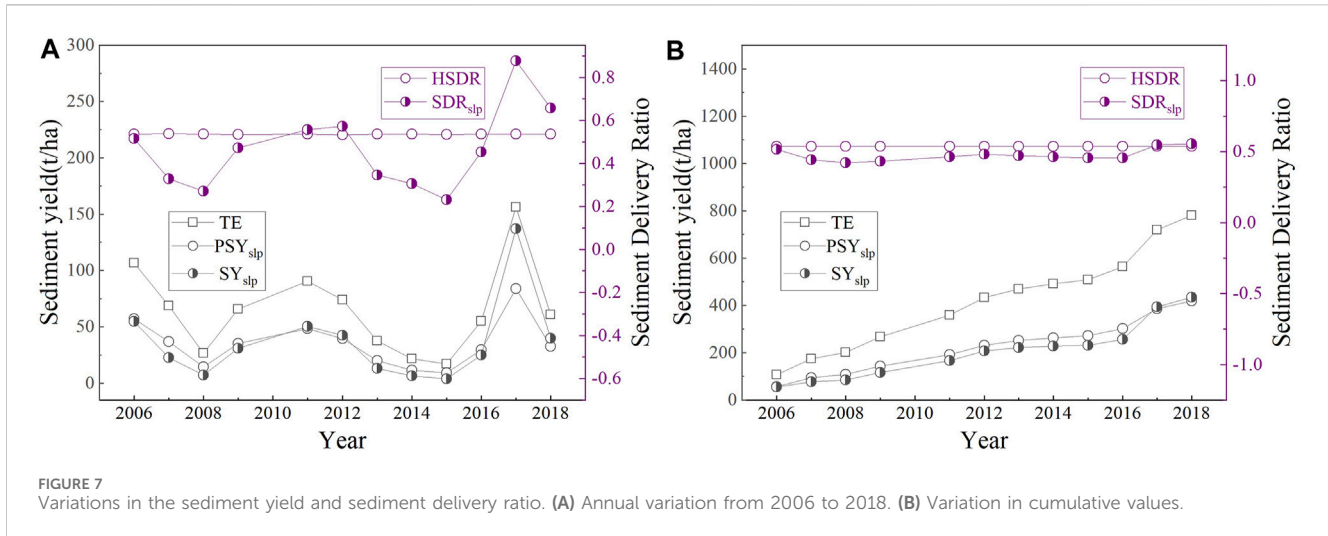 A
300
250
200
150
100
50
0
Sediment yield(t/ha)
HSDR
SDRslp
TE
PSYslp
SYslp
0.8
0.6
0.4
0.2
0.0
-0.2
-0.4
-0.6
Sediment Delivery Ratio
2006 2008 2010 2012 2014 2016 2018
Year
B
1400
1200
1000
800
600
400
200
0
Sediment yield(t/ha)
HSDR
SDRslp
TE
PSYslp
SYslp
1.0
0.5
0.0
-0.5
-1.0
Sediment Delivery Ratio
2006 2008 2010 2012 2014 2016 2018
Year
FIGURE 7
Variations in the sediment yield and sediment delivery ratio. (A) Annual variation from 2006 to 2018. (B) Variation in cumulative values.